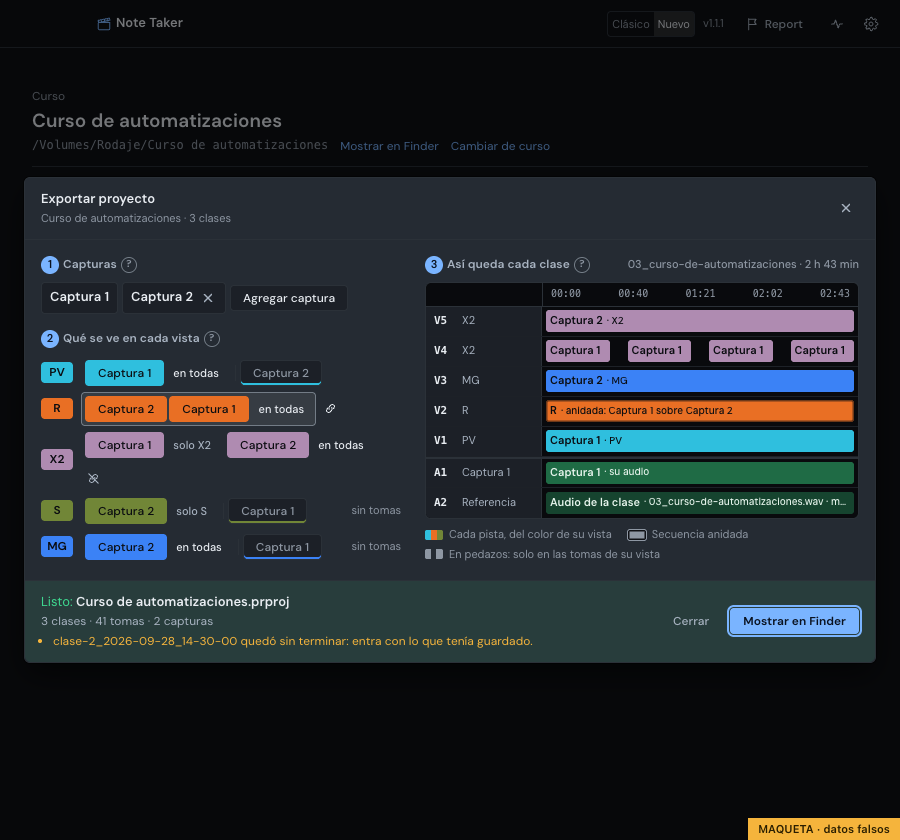 Note Taker
Clásico Nuevo v1.1.1 Report
Curso
Curso de automatizaciones
/Volumes/Rodaje/Curso de automatizaciones Mostrar en Finder Cambiar de curso
Exportar proyecto
Curso de automatizaciones · 3 clases
1 Capturas ?
Captura 1 Captura 2 × Agregar captura
2 Qué se ve en cada vista ?
PV Captura 1 en todas Captura 2
R Captura 2 Captura 1 en todas
X2 Captura 1 solo X2 Captura 2 en todas
S Captura 2 solo S Captura 1 sin tomas
MG Captura 2 en todas Captura 1 sin tomas
3 Así queda cada clase ? 03_curso-de-automatizaciones · 2 h 43 min
00:00 00:40 01:21 02:02 02:43
V5 X2 Captura 2 · X2
V4 X2 Captura 1 Captura 1 Captura 1 Captura 1
V3 MG Captura 2 · MG
V2 R R · anidada: Captura 1 sobre Captura 2
V1 PV Captura 1 · PV
A1 Captura 1 Captura 1 · su audio
A2 Referencia Audio de la clase · 03_curso-de-automatizaciones.wav · m…
Cada pista, del color de su vista Secuencia anidada
En pedazos: solo en las tomas de su vista
Listo: Curso de automatizaciones.prproj
3 clases · 41 tomas · 2 capturas
• clase-2_2026-09-28_14-30-00 quedó sin terminar: entra con lo que tenía guardado.
Cerrar Mostrar en Finder
MAQUETA · datos falsos